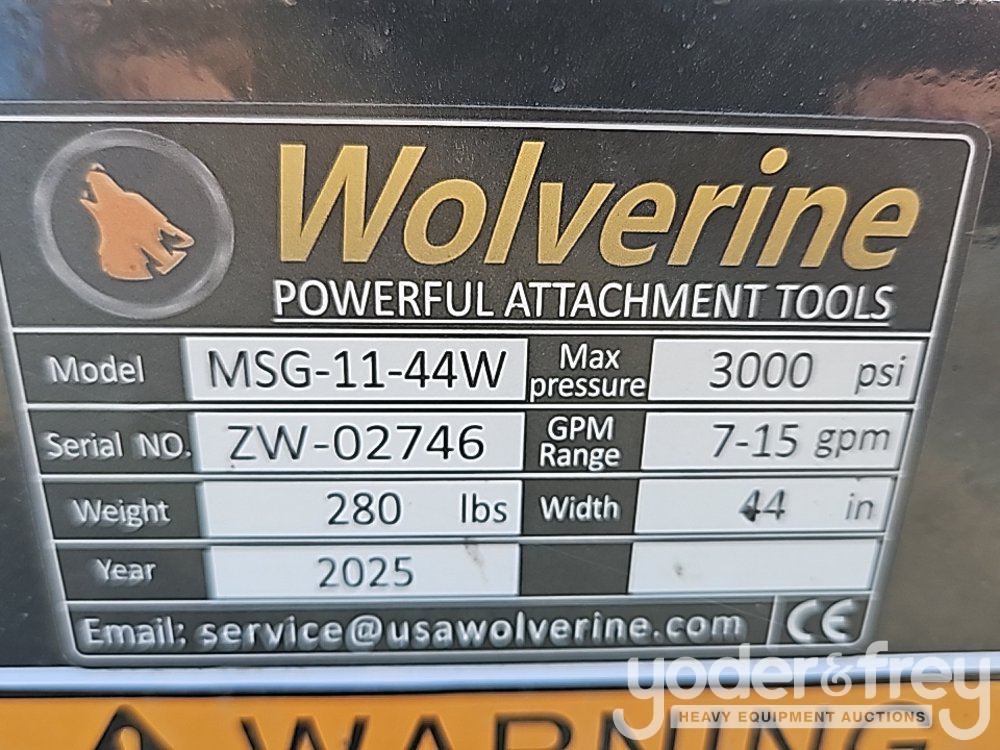 Wolverine
POWERFUL ATTACHMENT TOOLS
Model MSG-11-44W Max pressure 3000 psi
Serial NO. ZW-02746 GPM Range 7-15 gpm
Weight 280 lbs Width 44 in
Year 2025
Email: service@usawolverine.com CE
yoder&frey
HEAVY EQUIPMENT AUCTIONS
WARNING